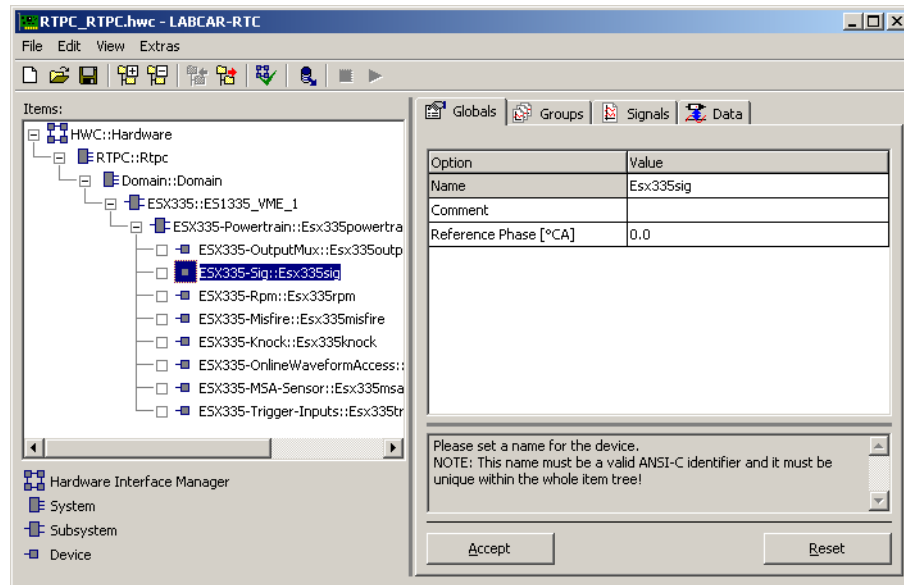 RTPC_RTPC.hwc - LABCAR-RTC
File Edit View Extras
Items:
HWC::Hardware
RTPC::Rtpc
Domain::Domain
ESX335::ES1335_VME_1
ESX335-Powertrain::Esx335powertra
ESX335-OutputMux::Esx335outp
ESX335-Sig::Esx335sig
ESX335-Rpm::Esx335rpm
ESX335-Misfire::Esx335misfire
ESX335-Knock::Esx335knock
ESX335-OnlineWaveformAccess::
ESX335-MSA-Sensor::Esx335msa
ESX335-Trigger-Inputs::Esx335tr
Hardware Interface Manager
System
Subsystem
Device
Globals Groups Signals Data
Option Value
Name Esx335sig
Comment
Reference Phase [°CA] 0.0
Please set a name for the device.
NOTE: This name must be a valid ANSI-C identifier and it must be
unique within the whole item tree!
Accept Reset